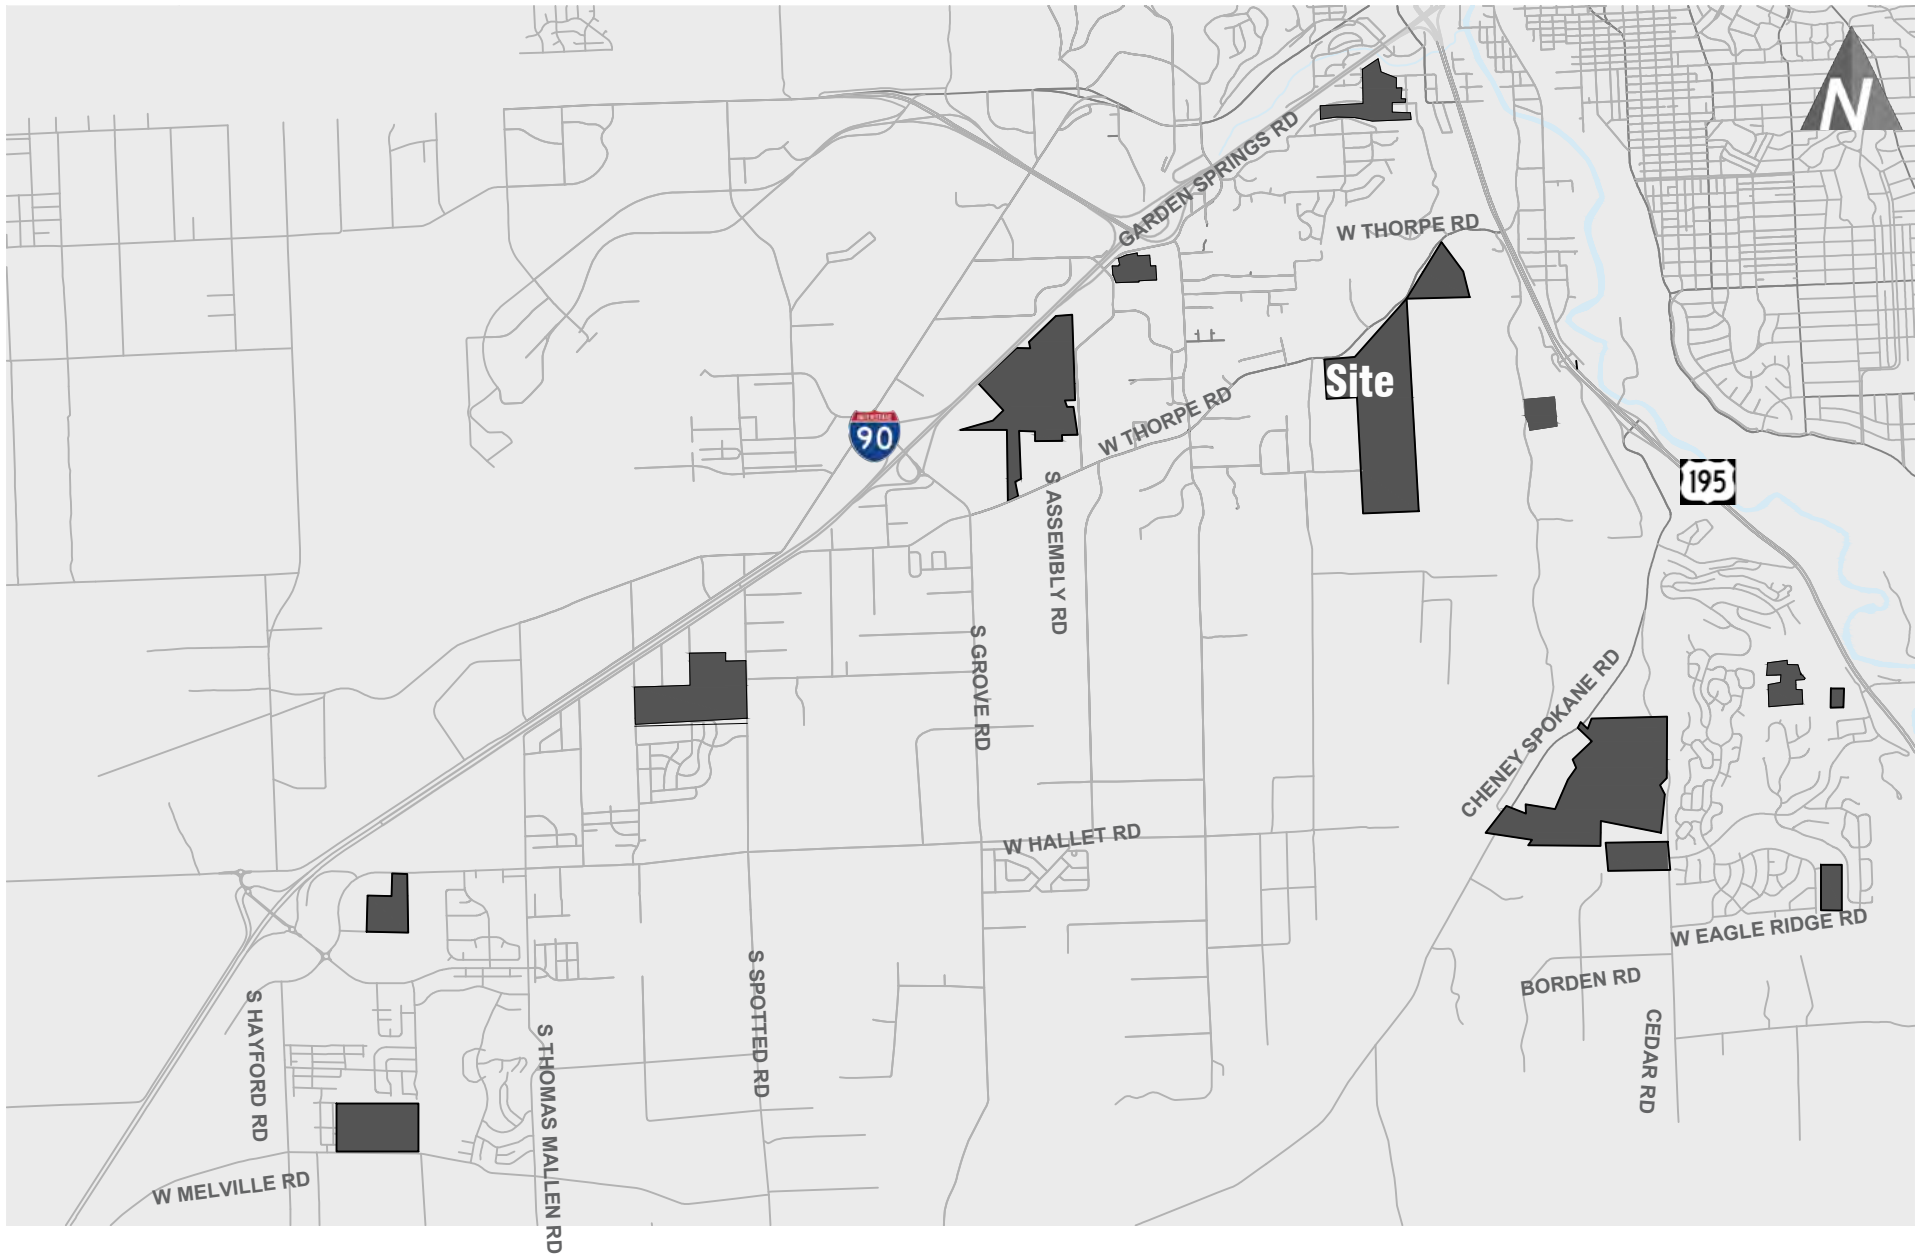 N
GARDEN SPRINGS RD
W THORPE RD
Site
W THORPE RD
90
195
S ASSEMBLY RD
S GROVE RD
CHENEY SPOKANE RD
W HALLET RD
W EAGLE RIDGE RD
BORDEN RD
S SPOTTED RD
S HAYFORD RD
S THOMAS MALLEN RD
CEDAR RD
W MELVILLE RD